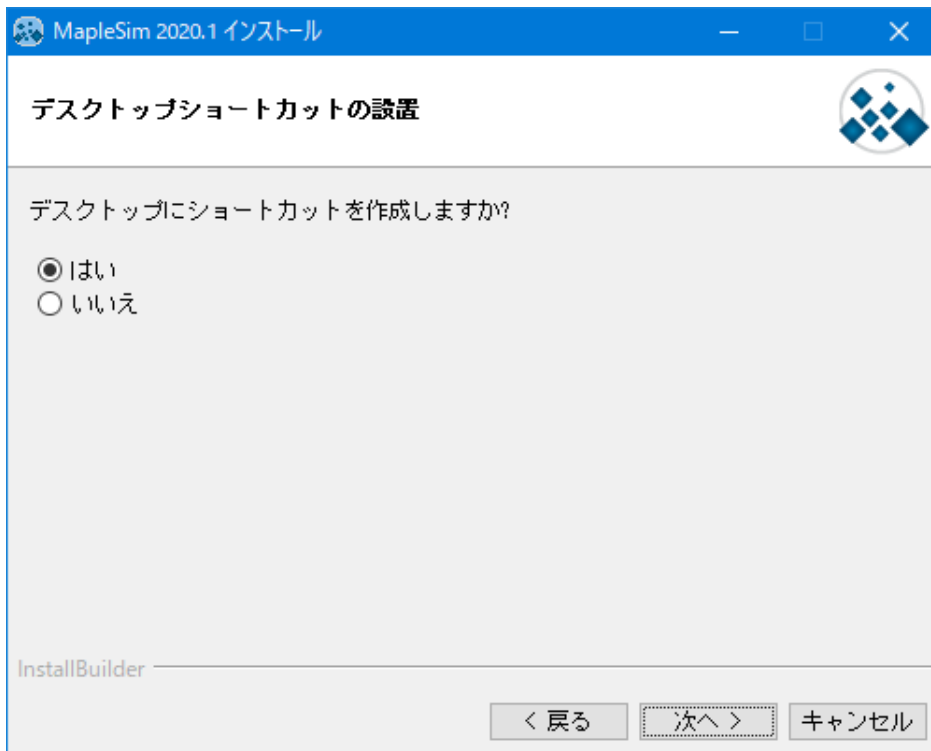 MapleSim 2020.1 インストール
デスクトップショートカットの設置
デスクトップにショートカットを作成しますか?
はい
いいえ
InstallBuilder
< 戻る 次へ > キャンセル